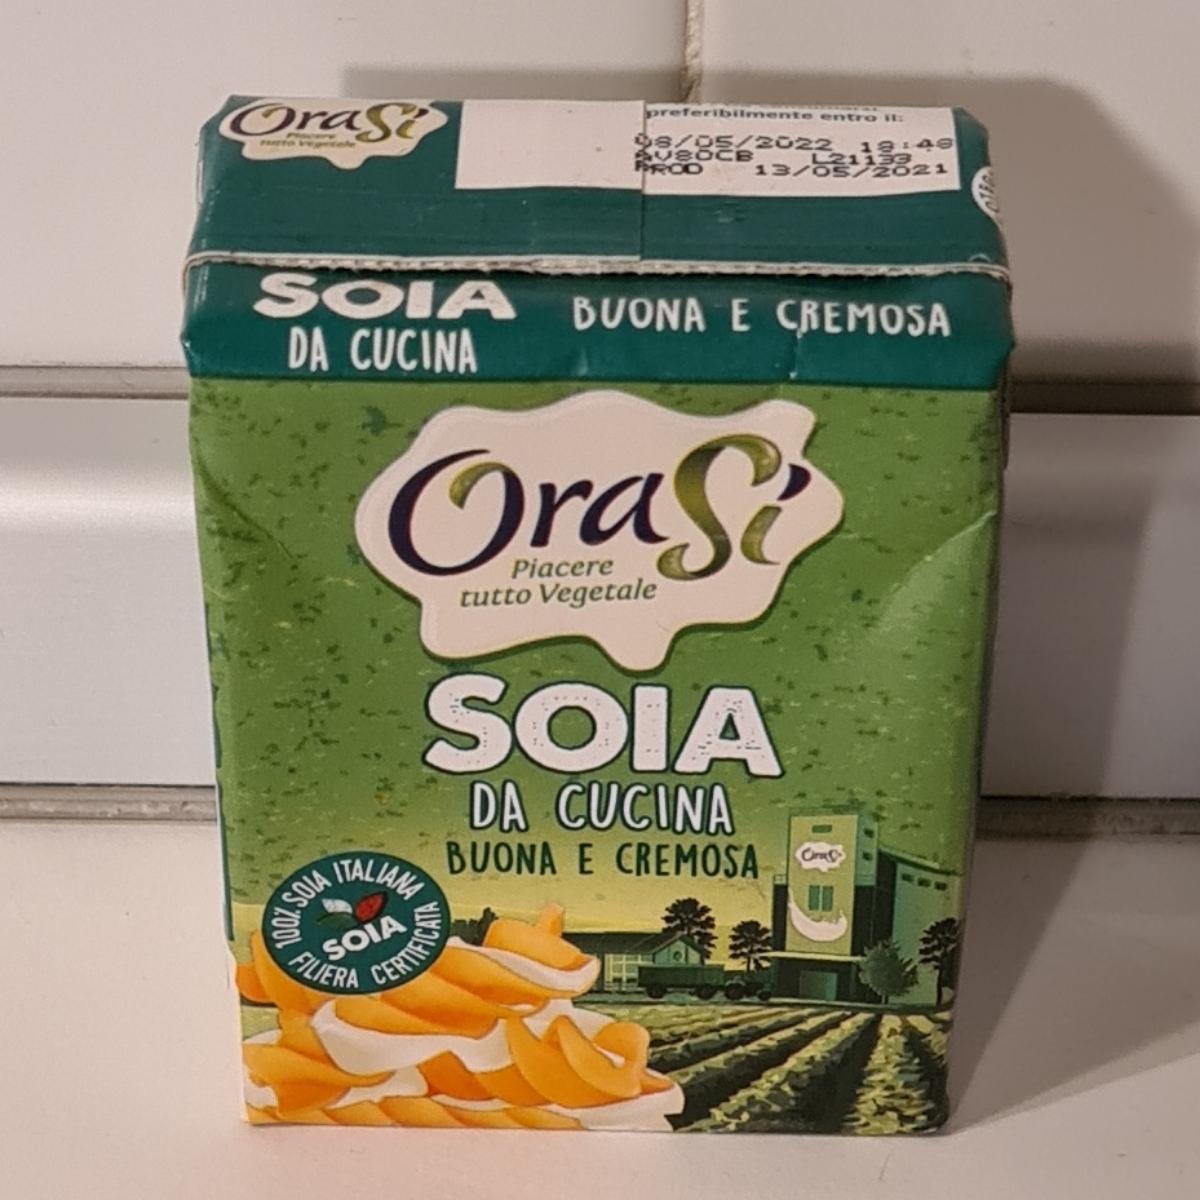 OraSì
Piacere
tutto Vegetale
preferibilmente entro il:
08/05/2022 18:48
AV80CB L21133
PROD 13/05/2021
SOIA
DA CUCINA
BUONA E CREMOSA
OraSì
Piacere
tutto Vegetale
SOIA
DA CUCINA
BUONA E CREMOSA
OraSì
100% SOIA ITALIANA
SOIA
FILIERA CERTIFICATA